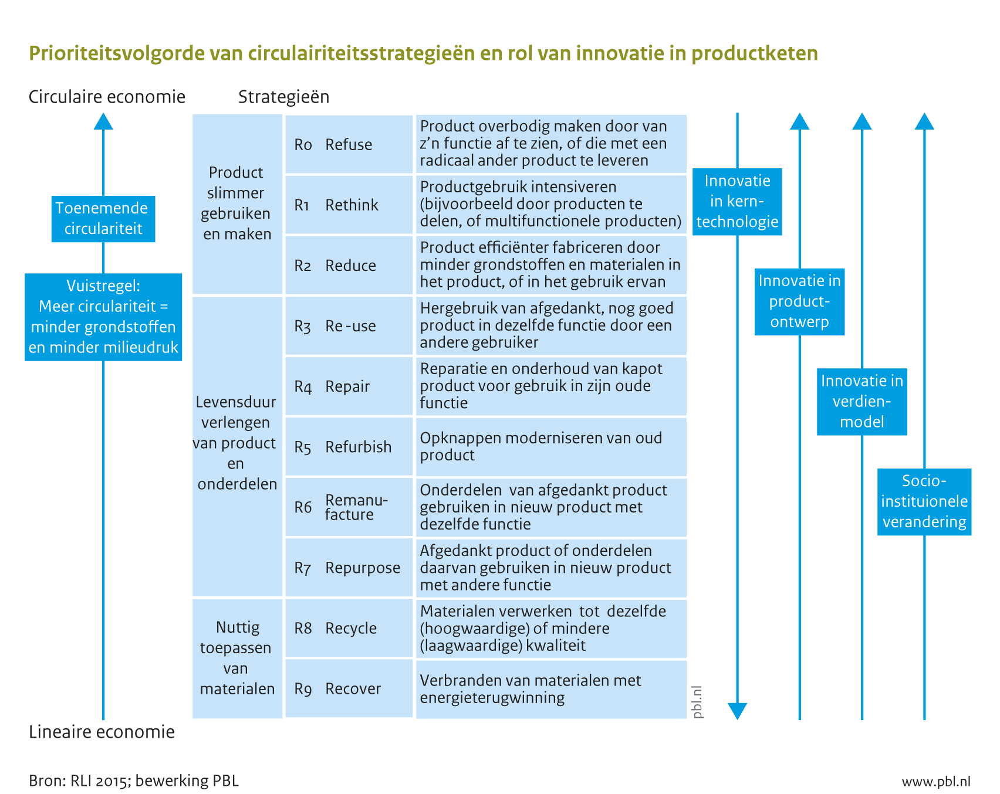 Prioriteitsvolgorde van circulairiteitsstrategieën en rol van innovatie in productketen
Circulaire economie
Strategieën
Toenemende
circulariteit
Vuistregel:
Meer circulariteit =
minder grondstoffen
en minder milieudruk
Lineaire economie
Product
slimmer
gebruiken
en maken
R0 Refuse
Product overbodig maken door van
z’n functie af te zien, of die met een
radicaal ander product te leveren
R1 Rethink
Productgebruik intensiveren
(bijvoorbeeld door producten te
delen, of multifunctionele producten)
R2 Reduce
Product efficiënter fabriceren door
minder grondstoffen en materialen in
het product, of in het gebruik ervan
Levensduur
verlengen
van product
en
onderdelen
R3 Re-use
Hergebruik van afgedankt, nog goed
product in dezelfde functie door een
andere gebruiker
R4 Repair
Reparatie en onderhoud van kapot
product voor gebruik in zijn oude
functie
R5 Refurbish
Opknappen moderniseren van oud
product
R6 Remanu-
facture
Onderdelen van afgedankt product
gebruiken in nieuw product met
dezelfde functie
R7 Repurpose
Afgedankt product of onderdelen
daarvan gebruiken in nieuw product
met andere functie
Nuttig
toepassen
van
materialen
R8 Recycle
Materialen verwerken tot dezelfde
(hoogwaardige) of mindere
(laagwaardige) kwaliteit
R9 Recover
Verbranden van materialen met
energieterugwinning
pbl.nl
Innovatie
in kern-
technologie
Innovatie in
product-
ontwerp
Innovatie in
verdien-
model
Socio-
instituionele
verandering
Bron: RLI 2015; bewerking PBL
www.pbl.nl